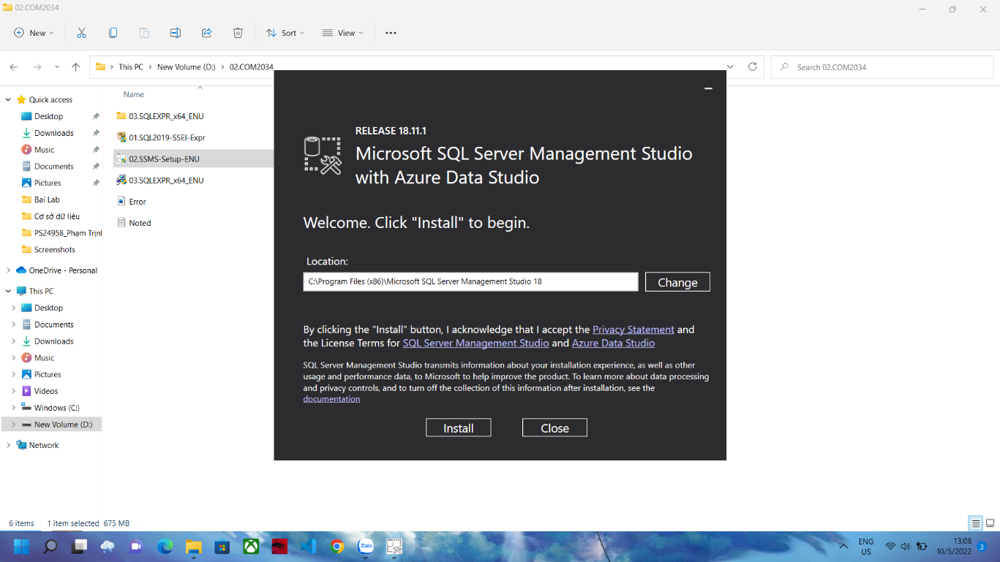 02.COM2034
New
Sort
View
This PC
New Volume (D:)
02.COM2034
Search 02.COM2034
Quick access
Desktop
Downloads
Music
Documents
Pictures
Bai Lab
Cơ sở dữ liệu
PS24958_Phạm Trịnh
Screenshots
OneDrive - Personal
This PC
Desktop
Documents
Downloads
Music
Pictures
Videos
Windows (C:)
New Volume (D:)
Network
Name
03.SQLEXPR_x64_ENU
01.SQL2019-SSEI-Expr
02.SSMS-Setup-ENU
03.SQLEXPR_x64_ENU
Error
Noted
RELEASE 18.11.1
Microsoft SQL Server Management Studio
with Azure Data Studio
Welcome. Click "Install" to begin.
Location:
C:\Program Files (x86)\Microsoft SQL Server Management Studio 18
Change
By clicking the "Install" button, I acknowledge that I accept the Privacy Statement and
the License Terms for SQL Server Management Studio and Azure Data Studio
SQL Server Management Studio transmits information about your installation experience, as well as other
usage and performance data, to Microsoft to help improve the product. To learn more about data processing
and privacy controls, and to turn off the collection of this information after installation, see the
documentation
Install
Close
6 items
1 item selected 675 MB
Zalo
ENG
US
13:08
10/5/2022
3